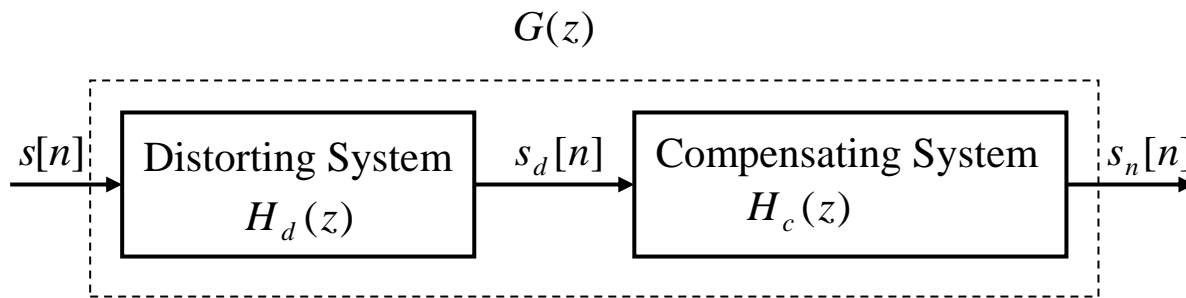 G(z)
s[n]
Distorting System
H_d(z)
s_d[n]
Compensating System
H_c(z)
s_n[n]